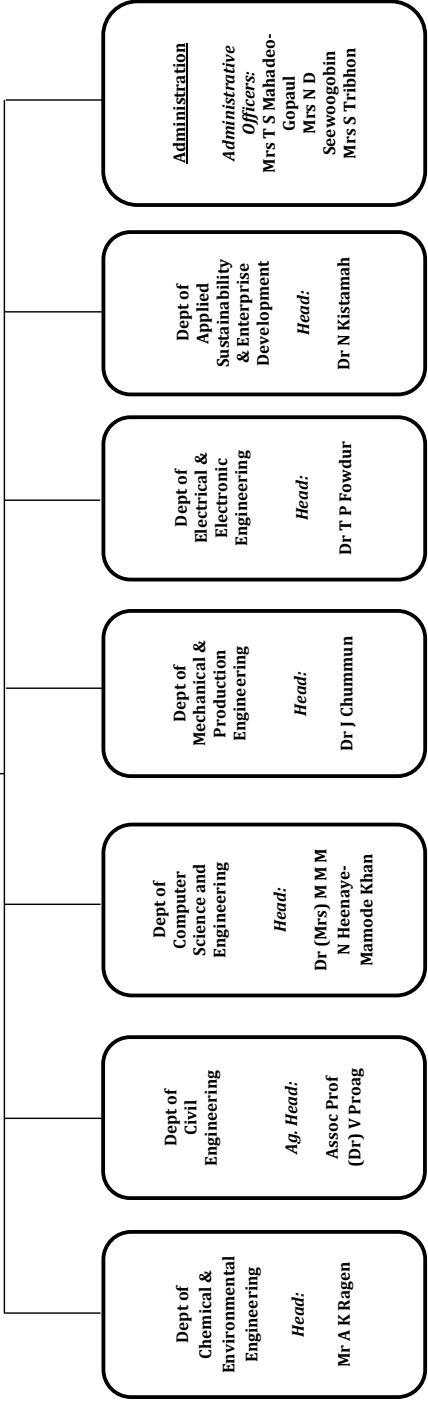 Dept of
Chemical &
Environmental
Engineering
Head:
Mr A K Ragen
Dept of
Civil
Engineering
Ag. Head:
Assoc Prof
(Dr) V Proag
Dept of
Computer
Science and
Engineering
Head:
Dr (Mrs) M M M
N Heenaye-
Mamode Khan
Dept of
Mechanical &
Production
Engineering
Head:
Dr J Chummun
Dept of
Electrical &
Electronic
Engineering
Head:
Dr T P Fowdur
Dept of
Applied
Sustainability
& Enterprise
Development
Head:
Dr N Kistamah
Administration
Administrative
Officers:
Mrs T S Mahadeo-
Gopaul
Mrs N D
Seewoogobin
Mrs S Tribhon